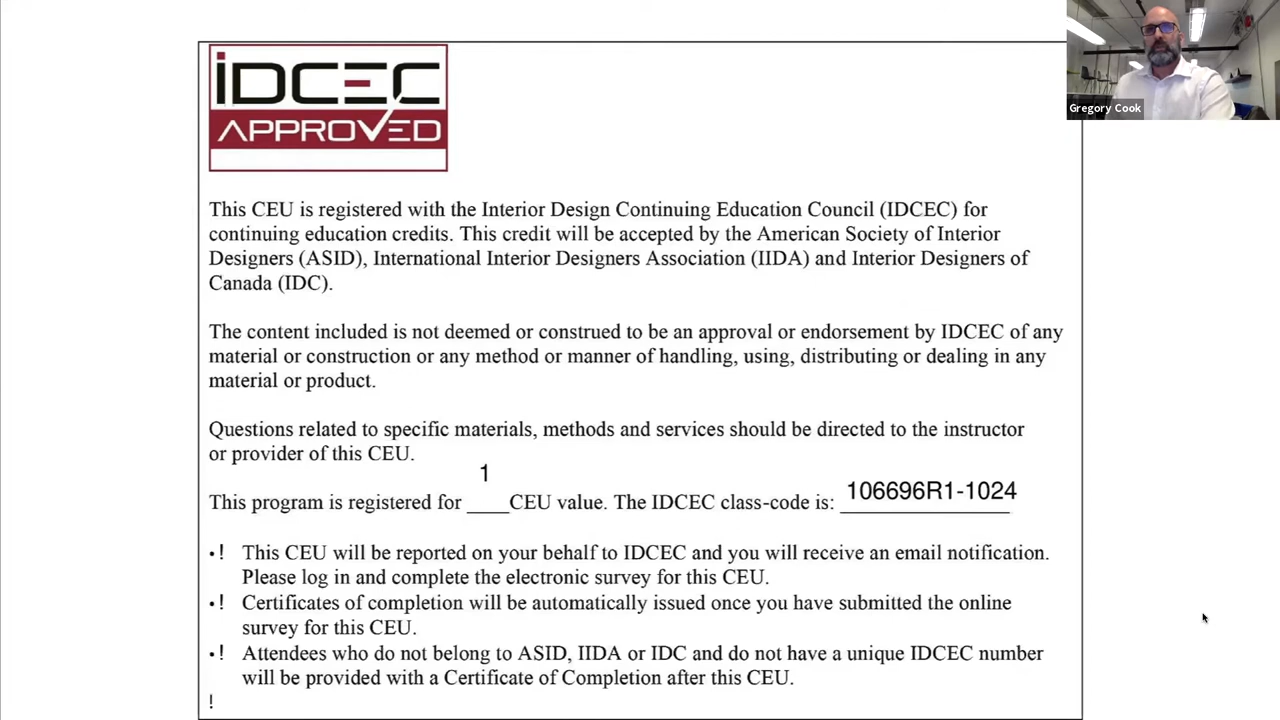 iDCEC
APPROVED
Gregory Cook
This CEU is registered with the Interior Design Continuing Education Council (IDCEC) for
continuing education credits. This credit will be accepted by the American Society of Interior
Designers (ASID), International Interior Designers Association (IIDA) and Interior Designers of
Canada (IDC).
The content included is not deemed or construed to be an approval or endorsement by IDCEC of any
material or construction or any method or manner of handling, using, distributing or dealing in any
material or product.
Questions related to specific materials, methods and services should be directed to the instructor
or provider of this CEU.
This program is registered for 1 CEU value. The IDCEC class-code is: 106696R1-1024
•! This CEU will be reported on your behalf to IDCEC and you will receive an email notification.
Please log in and complete the electronic survey for this CEU.
•! Certificates of completion will be automatically issued once you have submitted the online
survey for this CEU.
•! Attendees who do not belong to ASID, IIDA or IDC and do not have a unique IDCEC number
will be provided with a Certificate of Completion after this CEU.
!